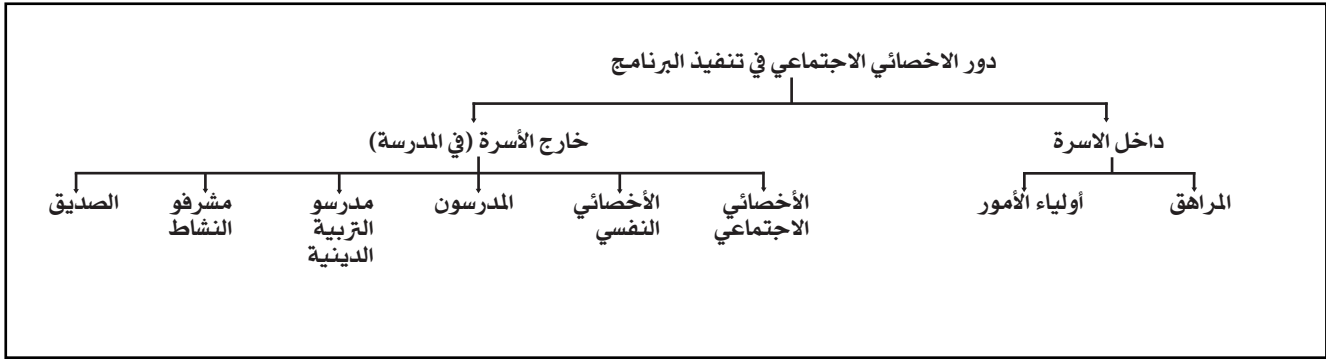 دور الاخصائي الاجتماعي في تنفيذ البرنامج
داخل الاسرة
خارج الأسرة (في المدرسة)
المراهق
أولياء الأمور
الأخصائي
الاجتماعي
الأخصائي
النفسي
المدرسون
مدرسو
التربية
الدينية
مشرفو
النشاط
الصديق